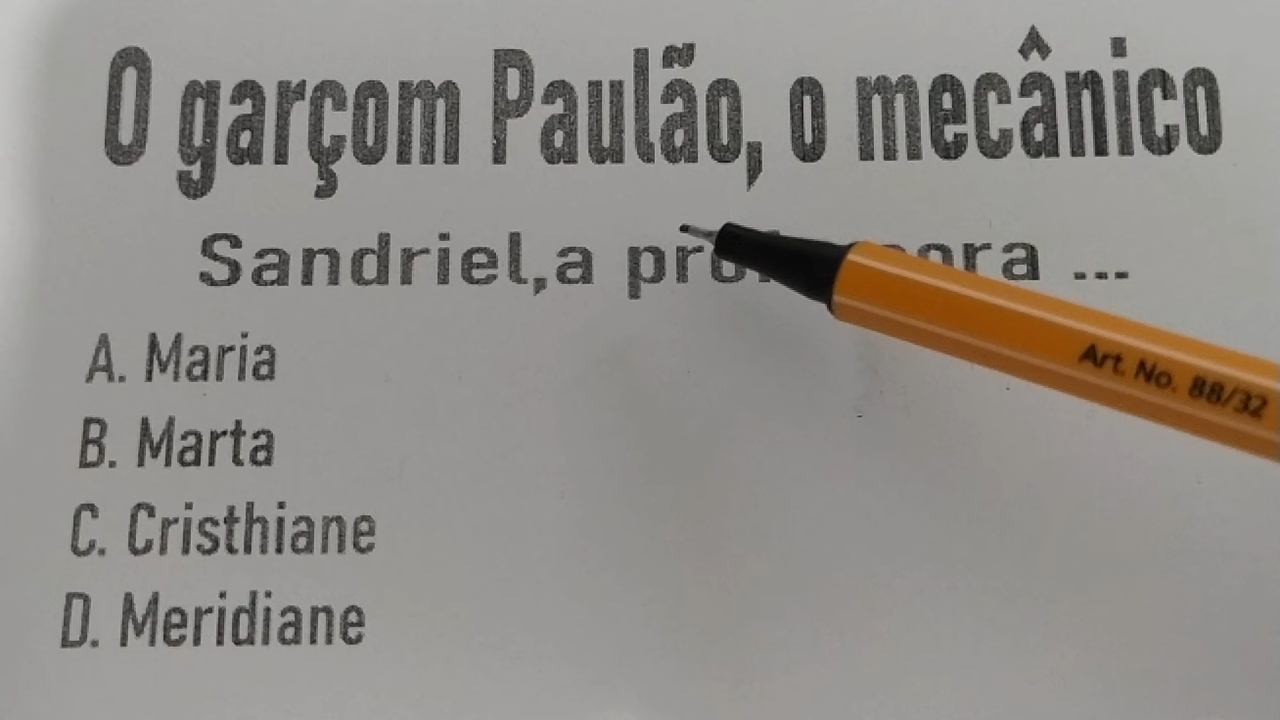 O garçom Paulão, o mecânico
Sandriel,a ...
A. Maria
B. Marta
C. Cristhiane
D. Meridiane
Art. No. 88/32